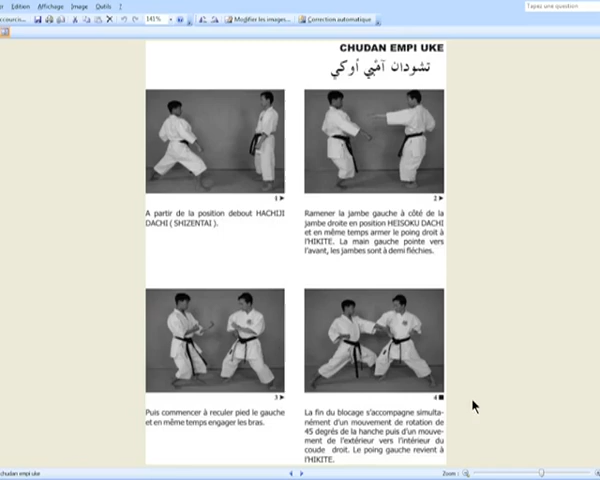 Edition Affichage Image Outils ?
Tapez une question
141%
Modifier les images...
Correction automatique
CHUDAN EMPI UKE
تشودان آمپي أوكي
1
2
A partir de la position debout HACHIJI
DACHI ( SHIZENTAI ).
Ramener la jambe gauche à côté de la
jambe droite en position HEISOKU DACHI
et en même temps armer le poing droit à
l'HIKITE. La main gauche pointe vers
l'avant, les jambes sont à demi fléchies.
3
4
Puis commencer à reculer pied le gauche
et en même temps engager les bras.
La fin du blocage s'accompagne simulta-
nément d'un mouvement de rotation de
45 degrés de la hanche puis d'un mouve-
ment de l'extérieur vers l'intérieur du
coude droit. Le poing gauche revient à
l'HIKITE.
chudan empi uke
Zoom :